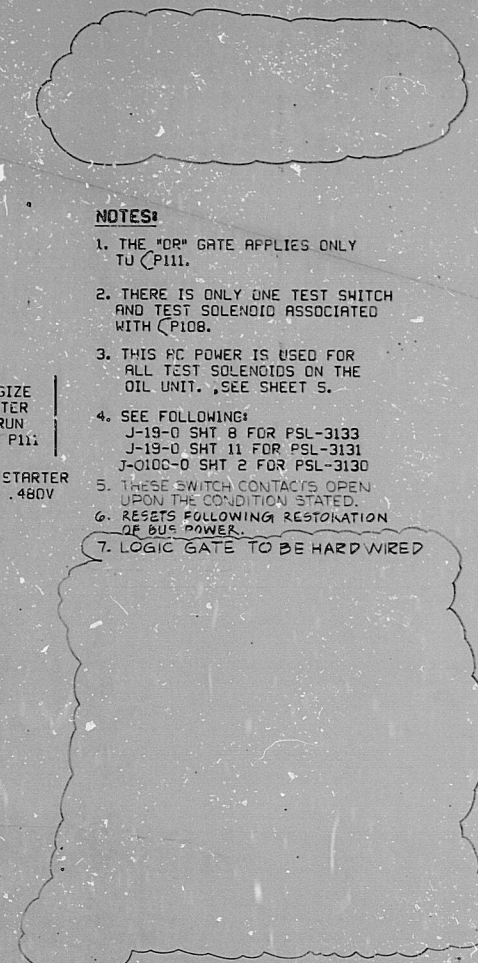 NOTES:
1. THE "OR" GATE APPLIES ONLY
TO (P111.
2. THERE IS ONLY ONE TEST SWITCH
AND TEST SOLENOID ASSOCIATED
WITH (P108.
3. THIS AC POWER IS USED FOR
ALL TEST SOLENOIDS ON THE
OIL UNIT. ,SEE SHEET 5.
SIZE
TER
RUN
P111
STARTER
.480V
4. SEE FOLLOWING:
J-19-0 SHT 8 FOR PSL-3133
J-19-0 SHT 11 FOR PSL-3131
J-010C-0 SHT 2 FOR PSL-3130
5. THESE SWITCH CONTACTS OPEN
UPON THE CONDITION STATED.
6. RESETS FOLLOWING RESTORATION
OF BUS POWER.
7. LOGIC GATE TO BE HARDWIRED